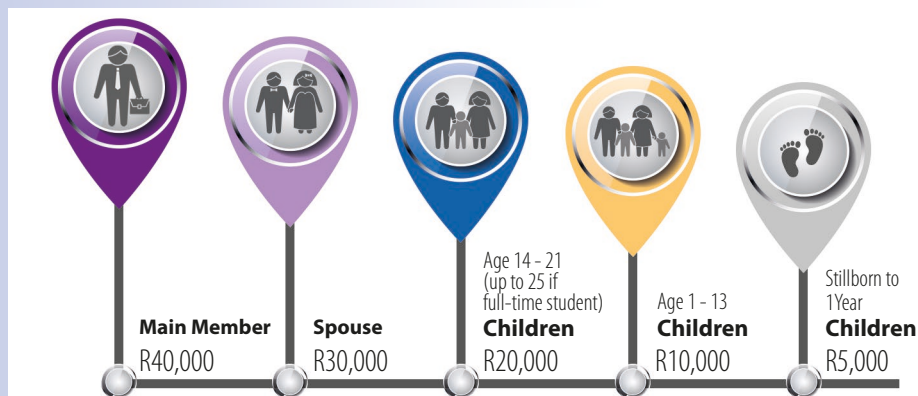 Main Member
R40,000
Spouse
R30,000
Age 14 - 21
(up to 25 if
full-time student)
Children
R20,000
Age 1 - 13
Children
R10,000
Stillborn to
1Year
Children
R5,000